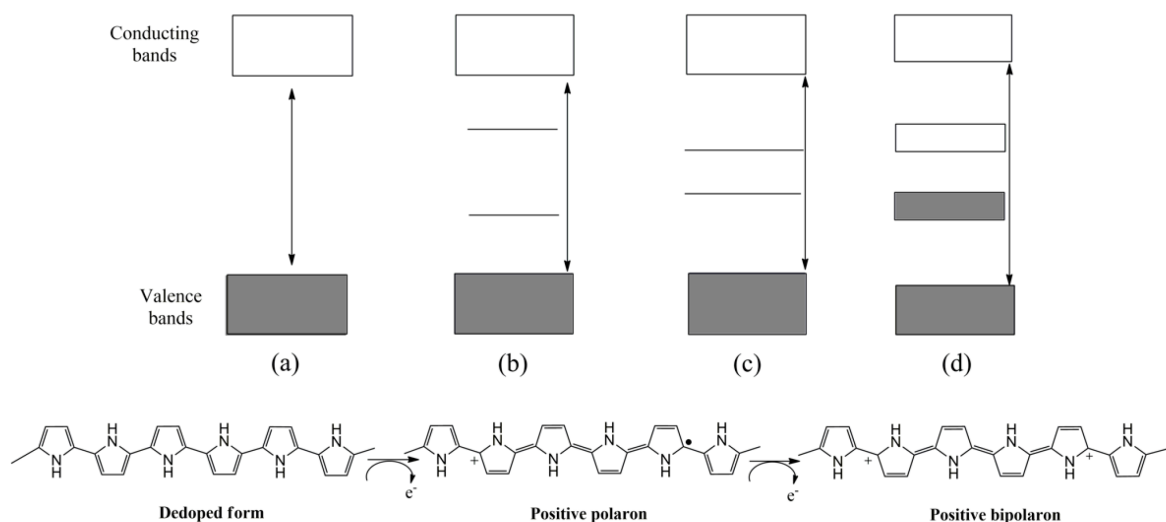 Conducting
bands
Valence
bands
(a) (b) (c) (d)
H H H H H H H H H
N N N N N N N N N
+ • + +
N N N N N N N N N
H H H H H H H H H
e- e-
Dedoped form Positive polaron Positive bipolaron